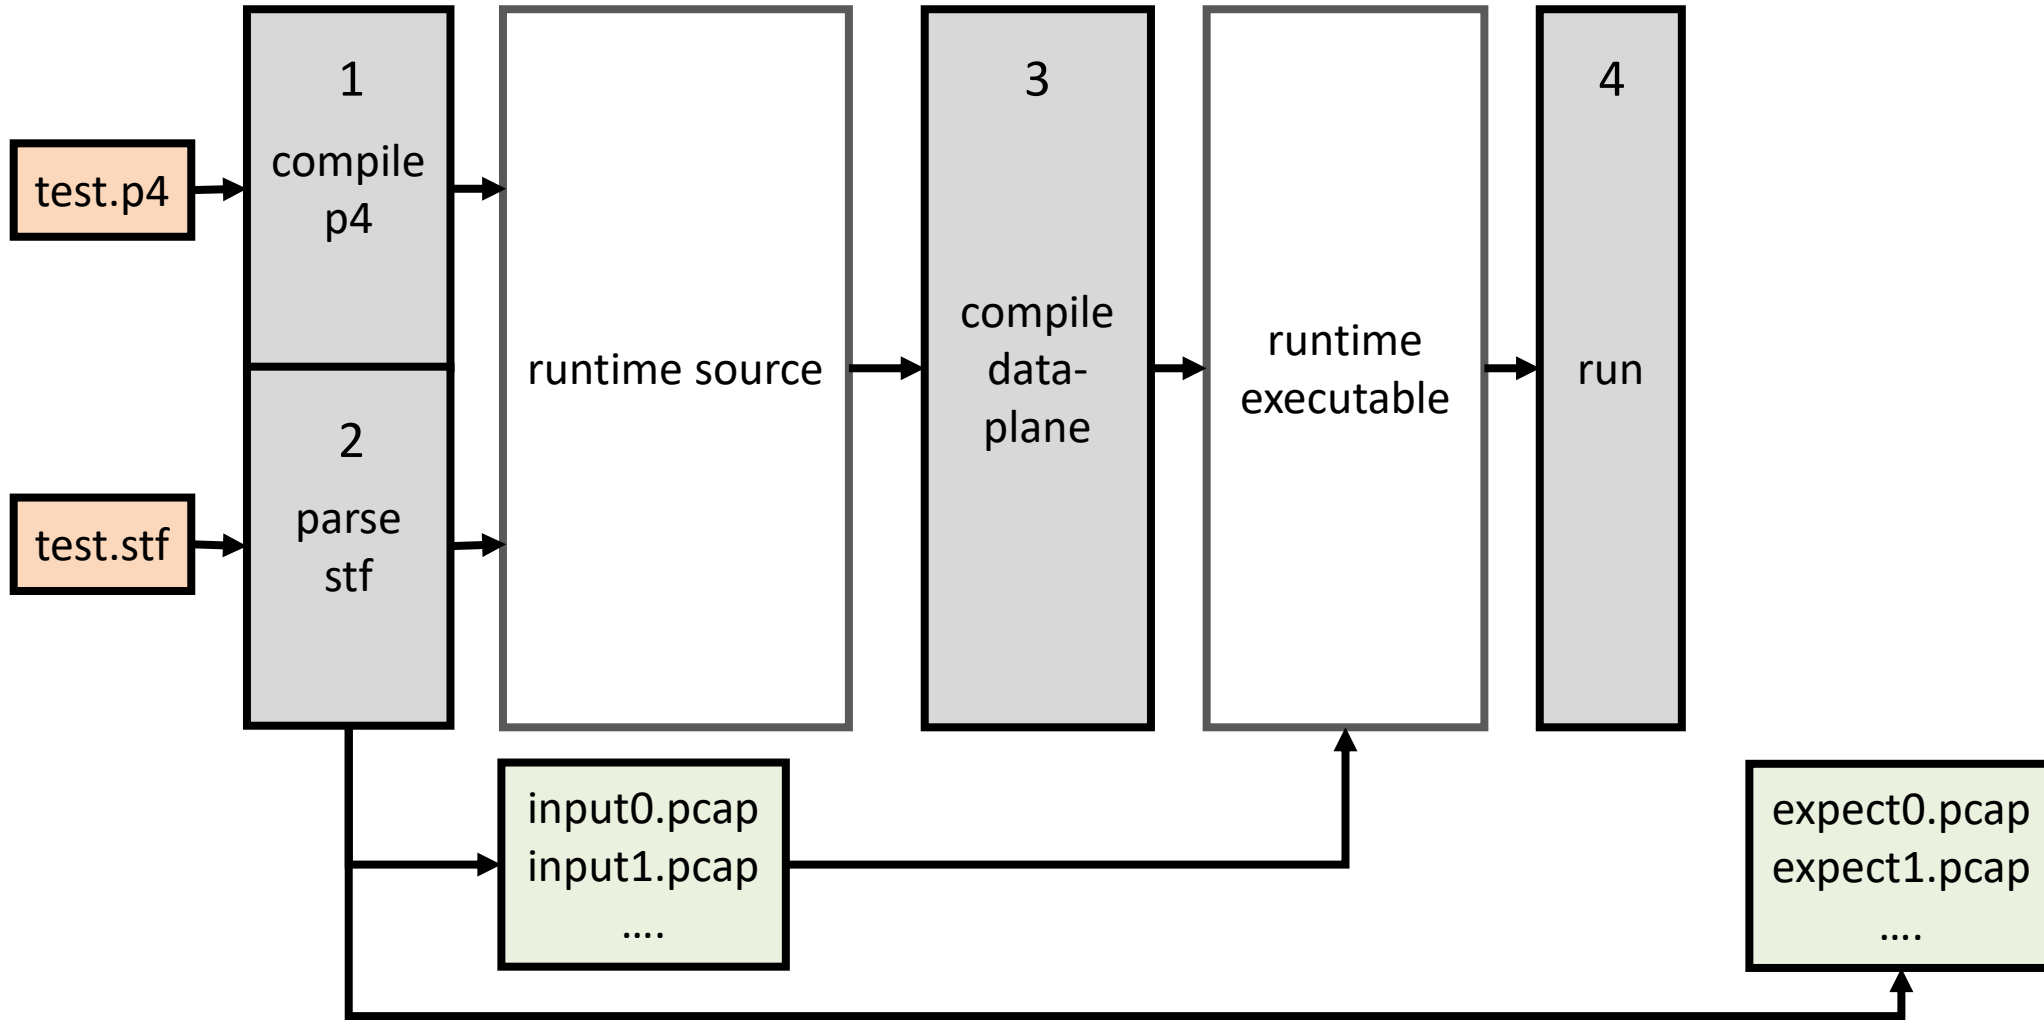 test.p4
test.stf
1
compile
p4
2
parse
stf
runtime source
3
compile
data-
plane
runtime
executable
4
run
input0.pcap
input1.pcap
....
expect0.pcap
expect1.pcap
....